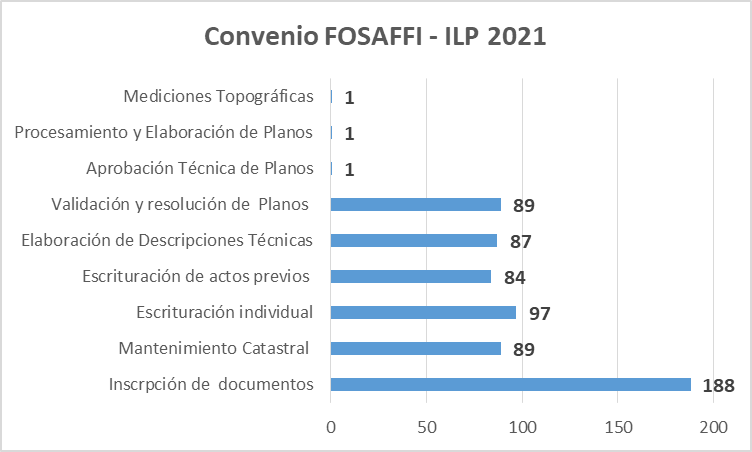 Convenio FOSAFFI - ILP 2021
Mediciones Topográficas 1
Procesamiento y Elaboración de Planos 1
Aprobación Técnica de Planos 1
Validación y resolución de Planos 89
Elaboración de Descripciones Técnicas 87
Escrituración de actos previos 84
Escrituración individual 97
Mantenimiento Catastral 89
Inscrpción de documentos 188
0 50 100 150 200